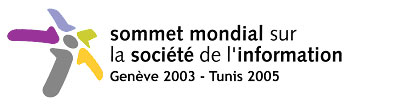 sommet mondial sur
la société de l'information
Genève 2003 - Tunis 2005